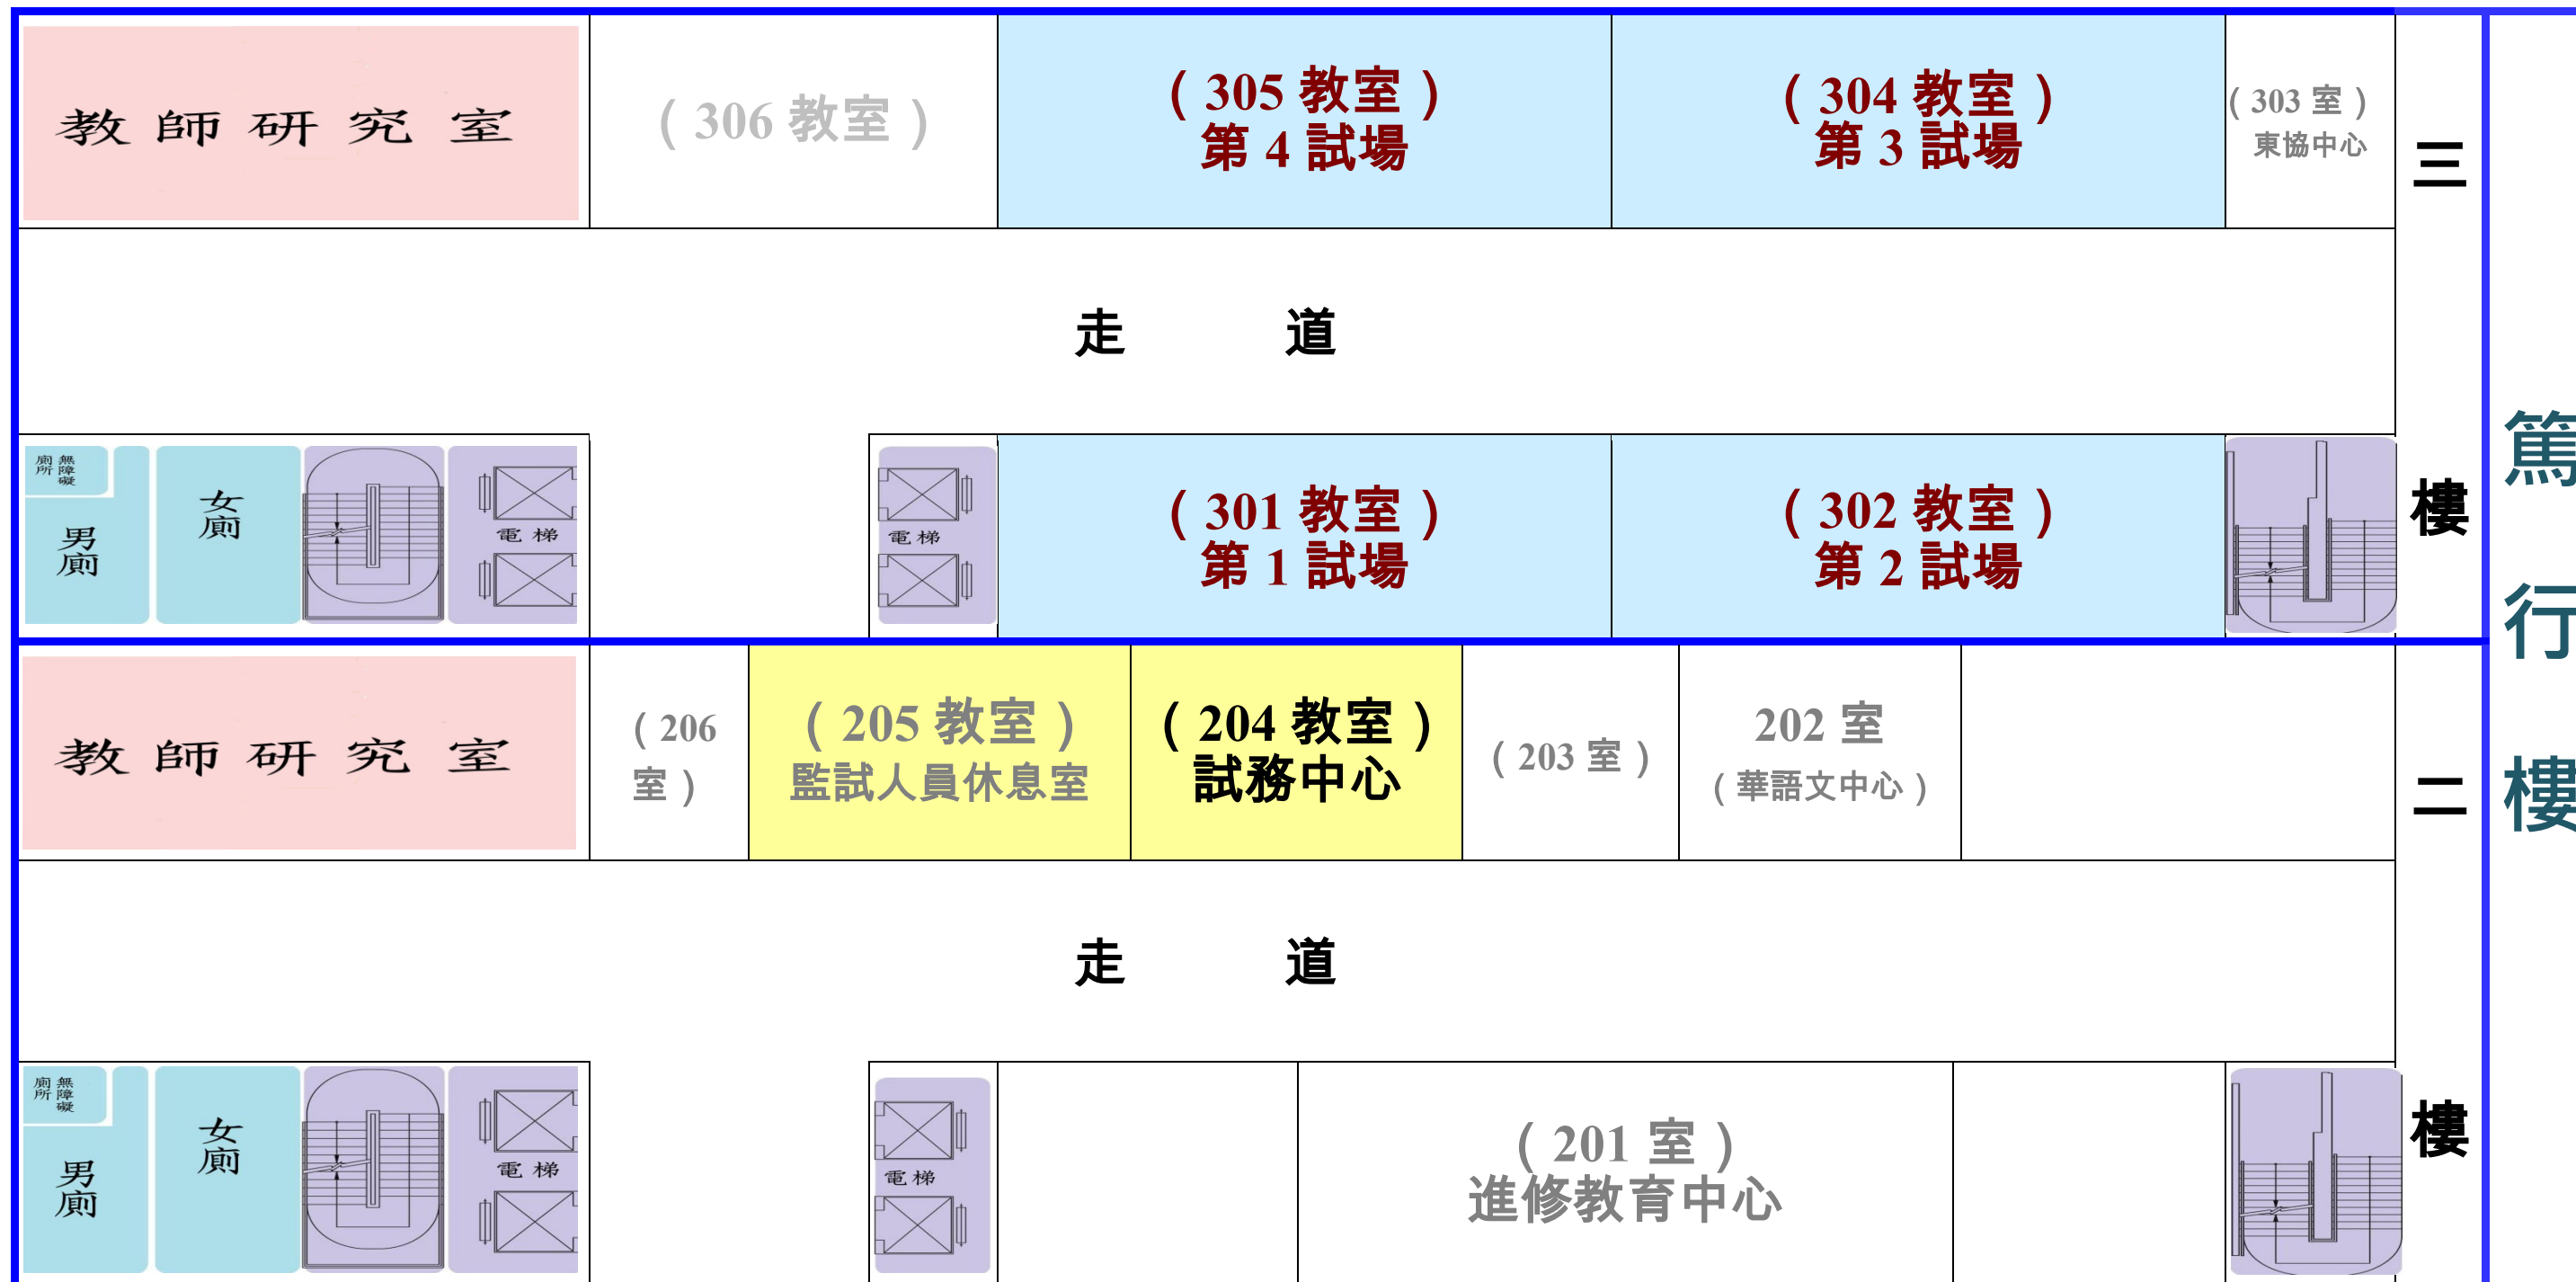 教師研究室
（306 教室）
（305 教室）
第 4 試場
（304 教室）
第 3 試場
（303 室）
東協中心
三
走 道
無障礙
廁所
男廁
女廁
電梯
電梯
（301 教室）
第 1 試場
（302 教室）
第 2 試場
樓
教師研究室
（206
室）
（205 教室）
監試人員休息室
（204 教室）
試務中心
（203 室）
202 室
（華語文中心）
二
走 道
無障礙
廁所
男廁
女廁
電梯
電梯
（201 室）
進修教育中心
樓
篤
行
樓